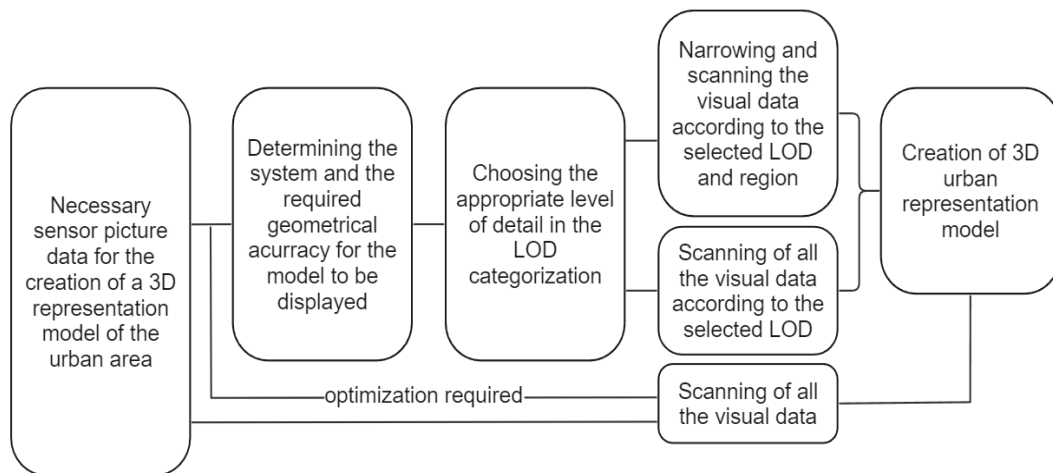 Necessary
sensor picture
data for the
creation of a 3D
representation
model of the
urban area
Determining the
system and the
required
geometrical
acurracy for the
model to be
displayed
Choosing the
appropriate level
of detail in the
LOD
categorization
Narrowing and
scanning the
visual data
according to the
selected LOD
and region
Scanning of all
the visual data
according to the
selected LOD
optimization required
Scanning of all
the visual data
Creation of 3D
urban
representation
model